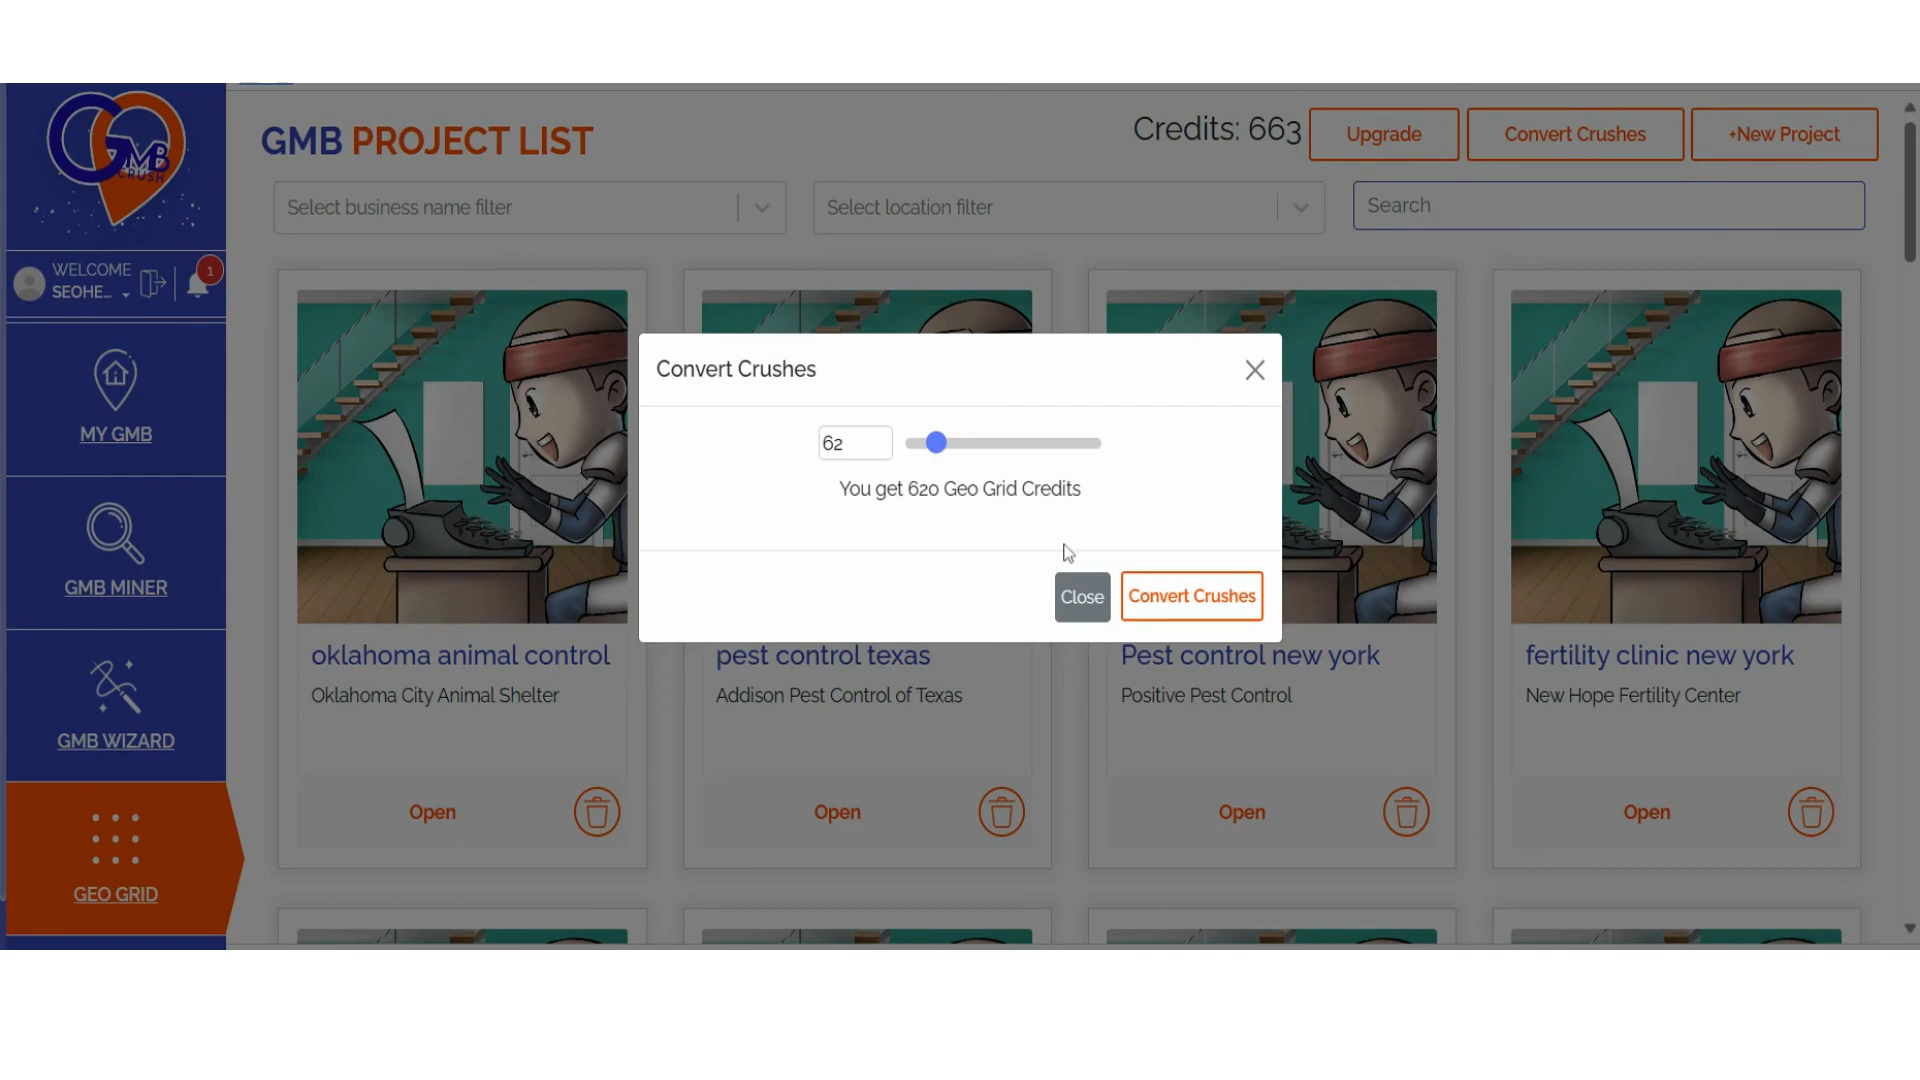 GMB CRUSH
WELCOME
SEOHE...
1
MY GMB
GMB MINER
GMB WIZARD
GEO GRID
GMB PROJECT LIST
Credits: 663
Upgrade
Convert Crushes
+New Project
Select business name filter
Select location filter
Search
Convert Crushes
62
You get 620 Geo Grid Credits
Close
Convert Crushes
oklahoma animal control
Oklahoma City Animal Shelter
Open
pest control texas
Addison Pest Control of Texas
Open
Pest control new york
Positive Pest Control
Open
fertility clinic new york
New Hope Fertility Center
Open